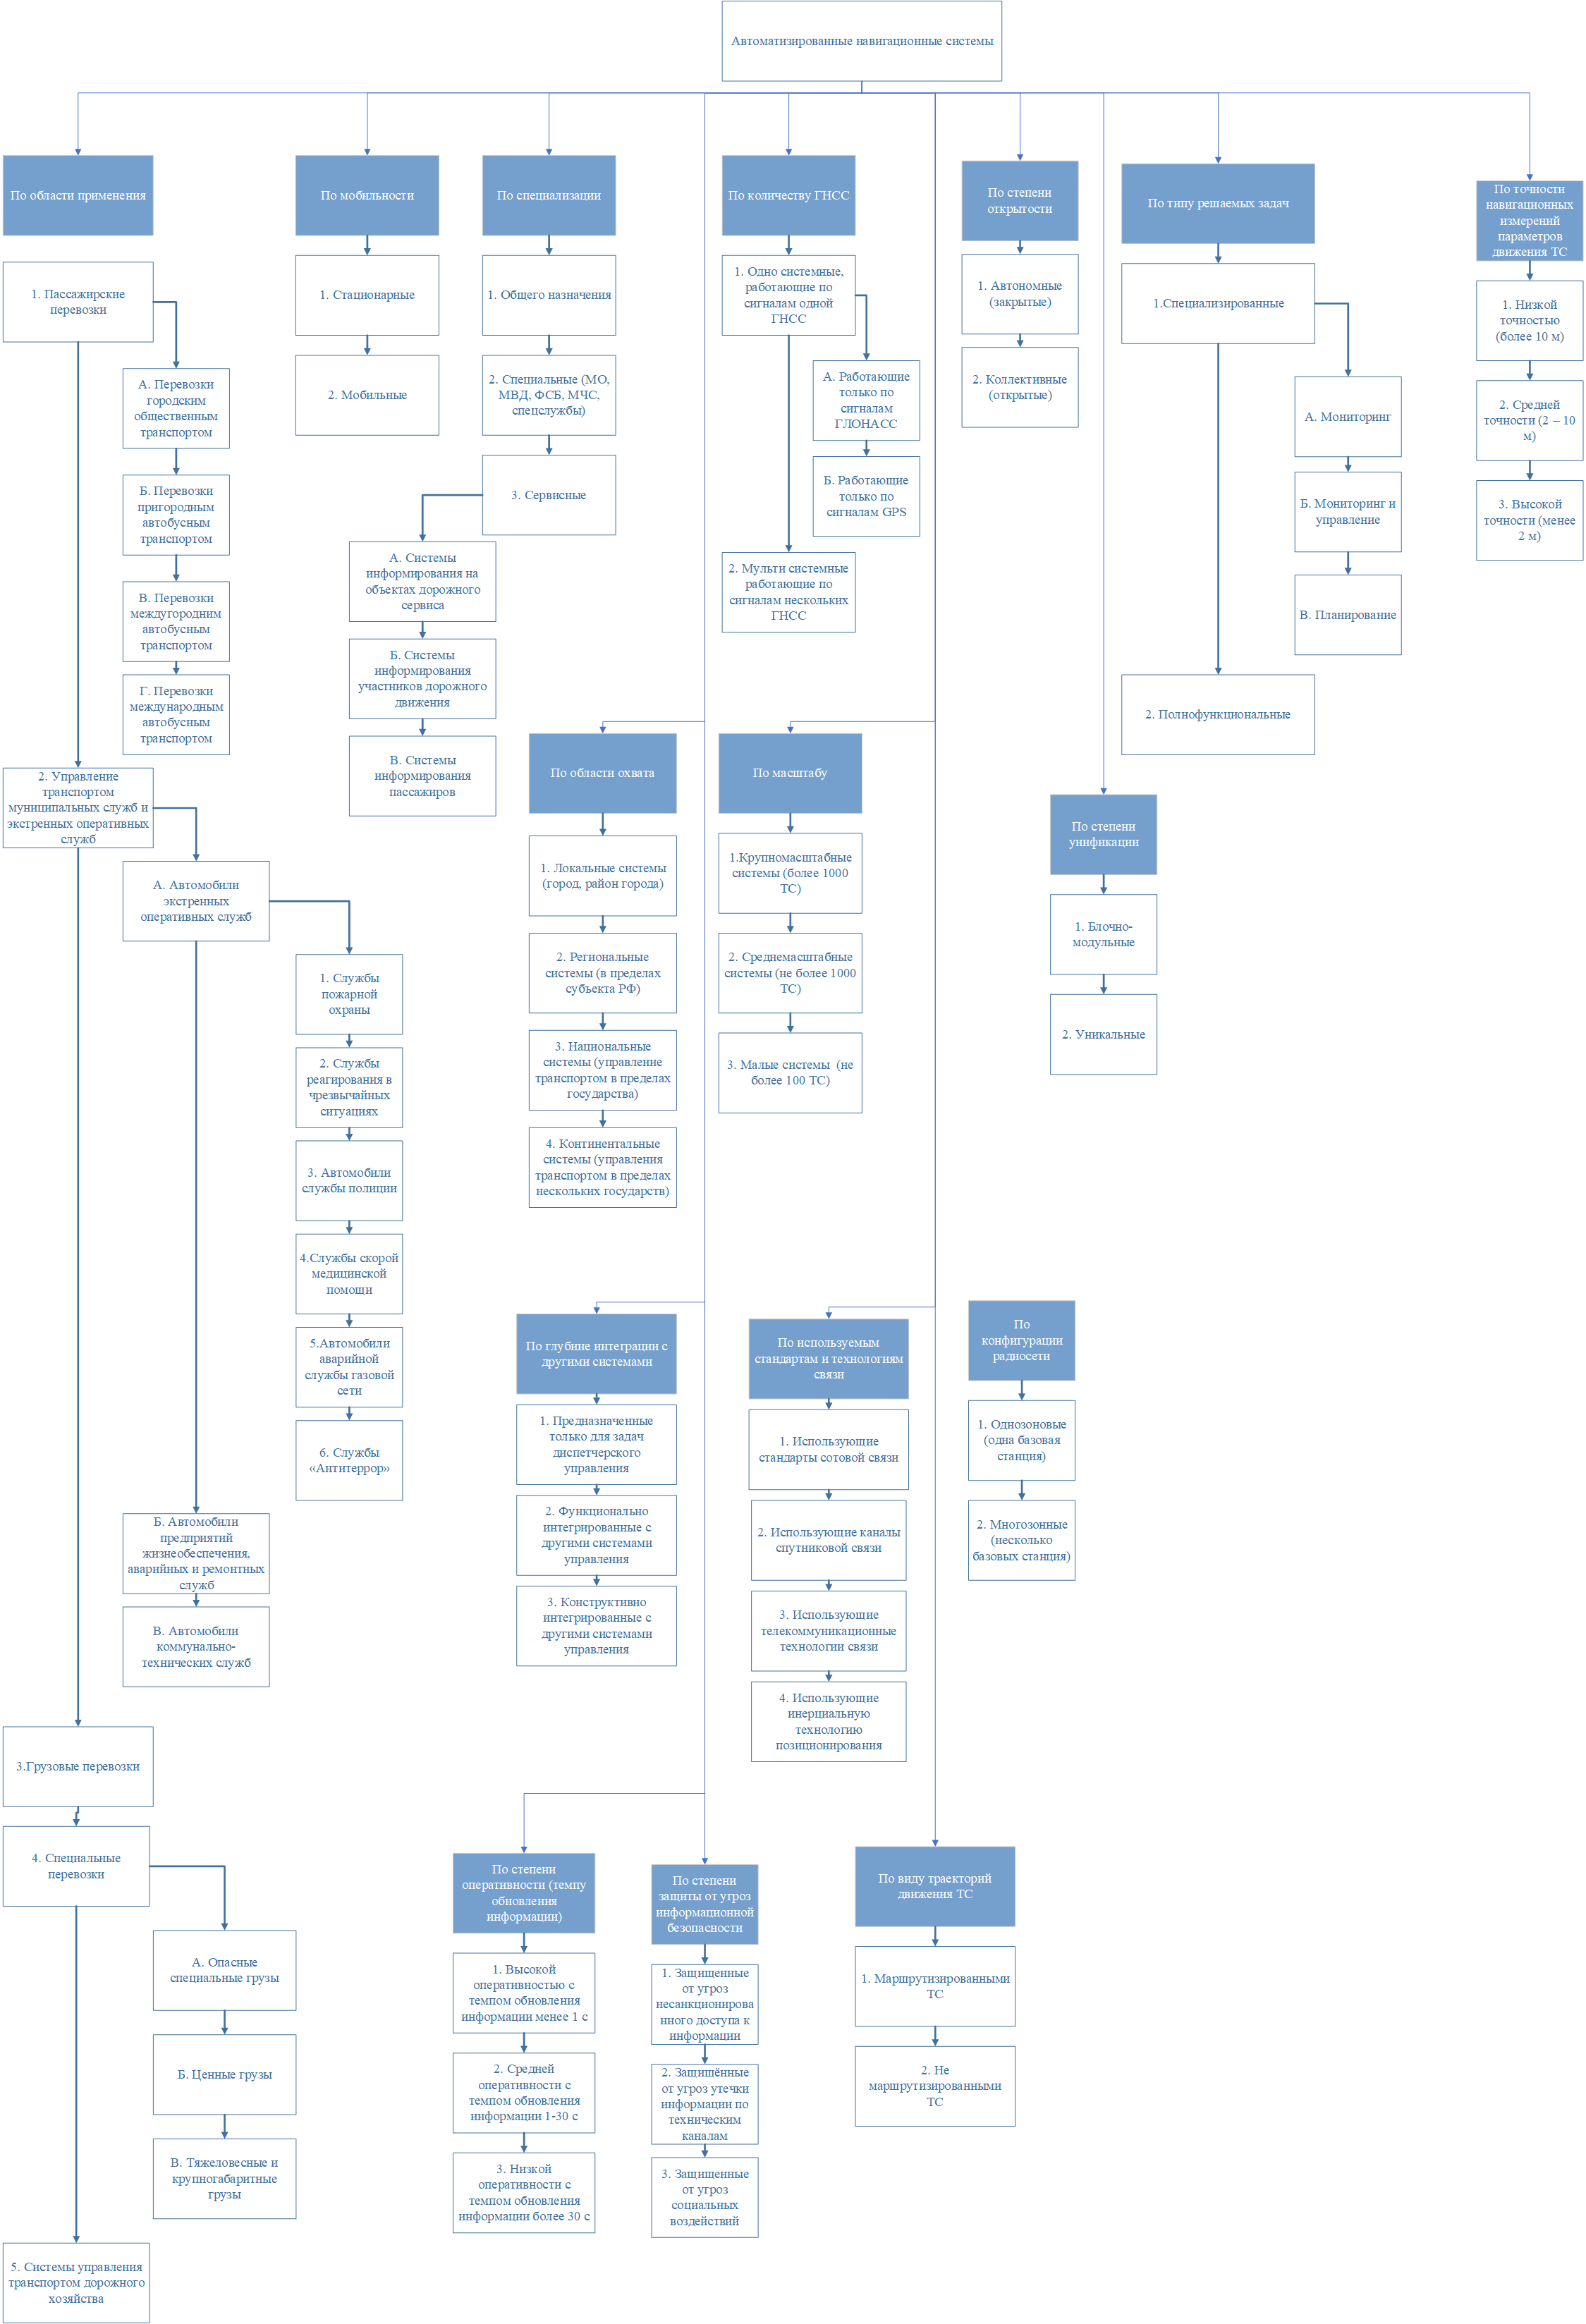 Автоматизированные навигационные системы
По области применения
1. Пассажирские
перевозки
А. Перевозки
городским
общественным
транспортом
Б. Перевозки
пригородным
автобусным
транспортом
В. Перевозки
междугородним
автобусным
транспортом
Г. Перевозки
международным
автобусным
транспортом
2. Управление
транспортом
муниципальных служб и
экстренных оперативных
служб
А. Автомобили
экстренных
оперативных служб
1. Службы
пожарной
охраны
2. Службы
реагирования в
чрезвычайных
ситуациях
3. Автомобили
службы полиции
4.Службы скорой
медицинской
помощи
5.Автомобили
аварийной
службы газовой
сети
6. Службы
«Антитеррор»
Б. Автомобили
предприятий
жизнеобеспечения,
аварийных и ремонтных
служб
В. Автомобили
коммунально-
технических служб
3.Грузовые перевозки
4. Специальные
перевозки
А. Опасные
специальные грузы
Б. Ценные грузы
В. Тяжеловесные и
крупногабаритные
грузы
5. Системы управления
транспортом дорожного
хозяйства
По мобильности
1. Стационарные
2. Мобильные
По специализации
1. Общего назначения
2. Специальные (МО,
МВД, ФСБ, МЧС,
спецслужбы)
3. Сервисные
А. Системы
информирования на
объектах дорожного
сервиса
Б. Системы
информирования
участников дорожного
движения
В. Системы
информирования
пассажиров
По количеству ГНСС
1. Одно системные,
работающие по
сигналам одной
ГНСС
А. Работающие
только по
сигналам
ГЛОНАСС
Б. Работающие
только по
сигналам GPS
2. Мульти системные
работающие по
сигналам нескольких
ГНСС
По степени
открытости
1. Автономные
(закрытые)
2. Коллективные
(открытые)
По типу решаемых задач
1.Специализированные
А. Мониторинг
Б. Мониторинг и
управление
В. Планирование
2. Полнофункциональные
По точности
навигационных
измерений
параметров
движения ТС
1. Низкой
точностью
(более 10 м)
2. Средней
точности (2 – 10
м)
3. Высокой
точности (менее
2 м)
По области охвата
1. Локальные системы
(город, район города)
2. Региональные
системы (в пределах
субъекта РФ)
3. Национальные
системы (управление
транспортом в пределах
государства)
4. Континентальные
системы (управления
транспортом в пределах
нескольких государств)
По масштабу
1.Крупномасштабные
системы (более 1000
ТС)
2. Среднемасштабные
системы (не более 1000
ТС)
3. Малые системы (не
более 100 ТС)
По степени
унификации
1. Блочно-
модульные
2. Уникальные
По глубине интеграции с
другими системами
1. Предназначенные
только для задач
диспетчерского
управления
2. Функционально
интегрированные с
другими системами
управления
3. Конструктивно
интегрированные с
другими системами
управления
По используемым
стандартам и технологиям
связи
1. Использующие
стандарты сотовой связи
2. Использующие каналы
спутниковой связи
3. Использующие
телекоммуникационные
технологии связи
4. Использующие
инерциальную
технологию
позиционирования
По
конфигурации
радиосети
1. Однозоновые
(одна базовая
станция)
2. Многозонные
(несколько
базовых станция)
По степени
оперативности (темпу
обновления
информации)
1. Высокой
оперативностью с
темпом обновления
информации менее 1 с
2. Средней
оперативности с
темпом обновления
информации 1-30 с
3. Низкой
оперативности с
темпом обновления
информации более 30 с
По степени
защиты от угроз
информационной
безопасности
1. Защищенные
от угроз
несанкционирова
нного доступа к
информации
2. Защищённые
от угроз утечки
информации по
техническим
каналам
3. Защищенные
от угроз
социальных
воздействий
По виду траекторий
движения ТС
1. Маршрутизированными
ТС
2. Не
маршрутизированными
ТС